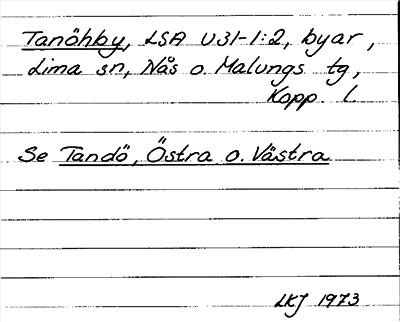 Tanöhby, LSA U31-1:2, byar,
Lima sn, Nås o. Malungs tg,
Kopp. l.
Se Tandö, Östra o. Västra
LKJ 1973